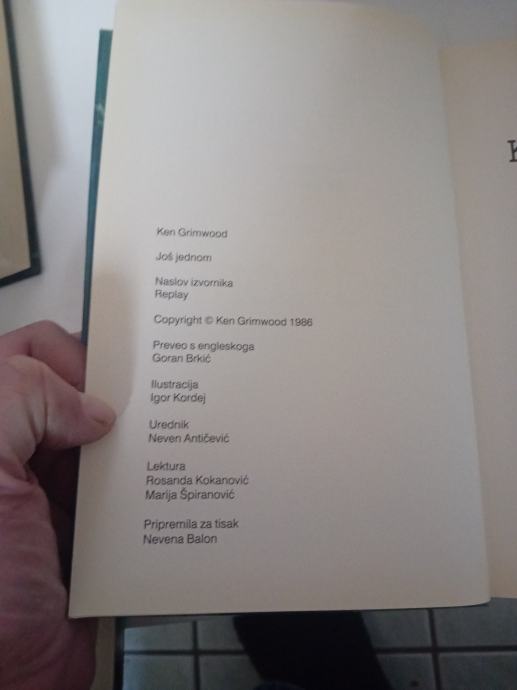 Ken Grimwood
Još jednom
Naslov izvornika
Replay
Copyright © Ken Grimwood 1986
Preveo s engleskoga
Goran Brkić
Ilustracija
Igor Kordej
Urednik
Neven Antičević
Lektura
Rosanda Kokanović
Marija Špiranović
Pripremila za tisak
Nevena Balon